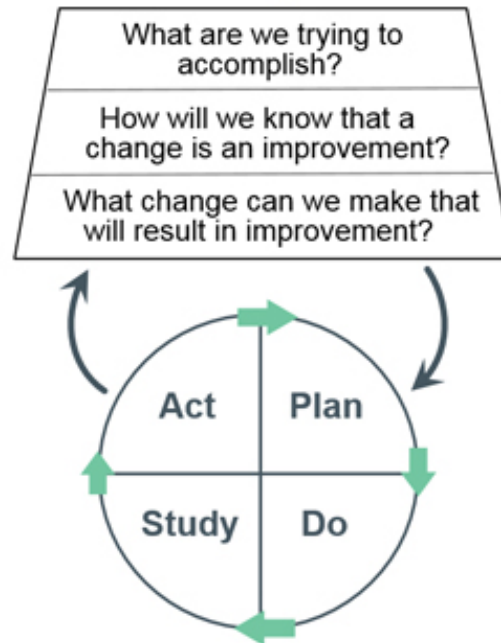 What are we trying to
accomplish?
How will we know that a
change is an improvement?
What change can we make that
will result in improvement?
Act
Plan
Study
Do